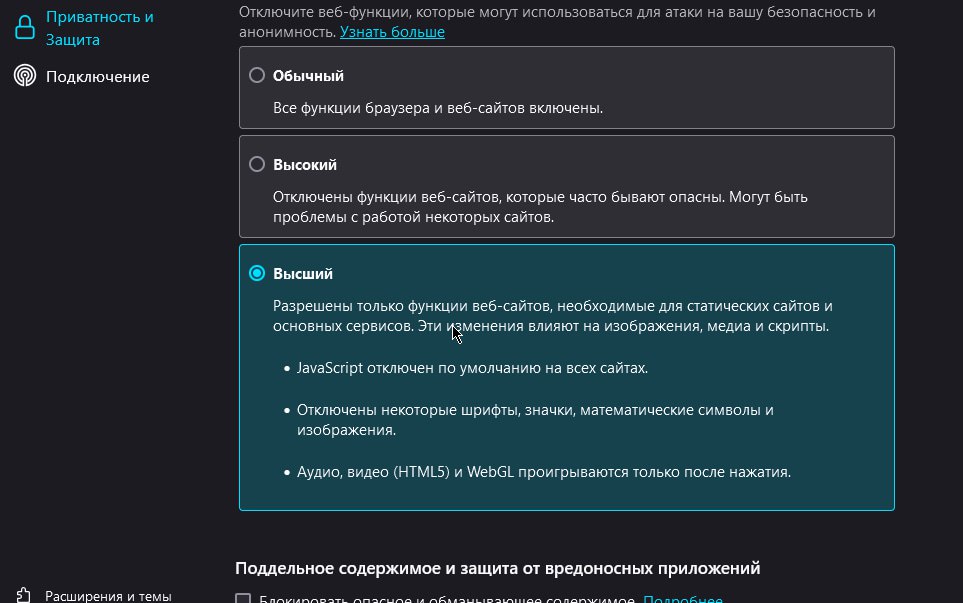 Приватность и
Защита
Подключение
Отключите веб-функции, которые могут использоваться для атаки на вашу безопасность и
анонимность. Узнать больше
Обычный
Все функции браузера и веб-сайтов включены.
Высокий
Отключены функции веб-сайтов, которые часто бывают опасны. Могут быть
проблемы с работой некоторых сайтов.
Высший
Разрешены только функции веб-сайтов, необходимые для статических сайтов и
основных сервисов. Эти изменения влияют на изображения, медиа и скрипты.
• JavaScript отключен по умолчанию на всех сайтах.
• Отключены некоторые шрифты, значки, математические символы и
изображения.
• Аудио, видео (HTML5) и WebGL проигрываются только после нажатия.
Поддельное содержимое и защита от вредоносных приложений
Расширения и темы
Блокировать опасное и обманывающее содержимое Подробнее